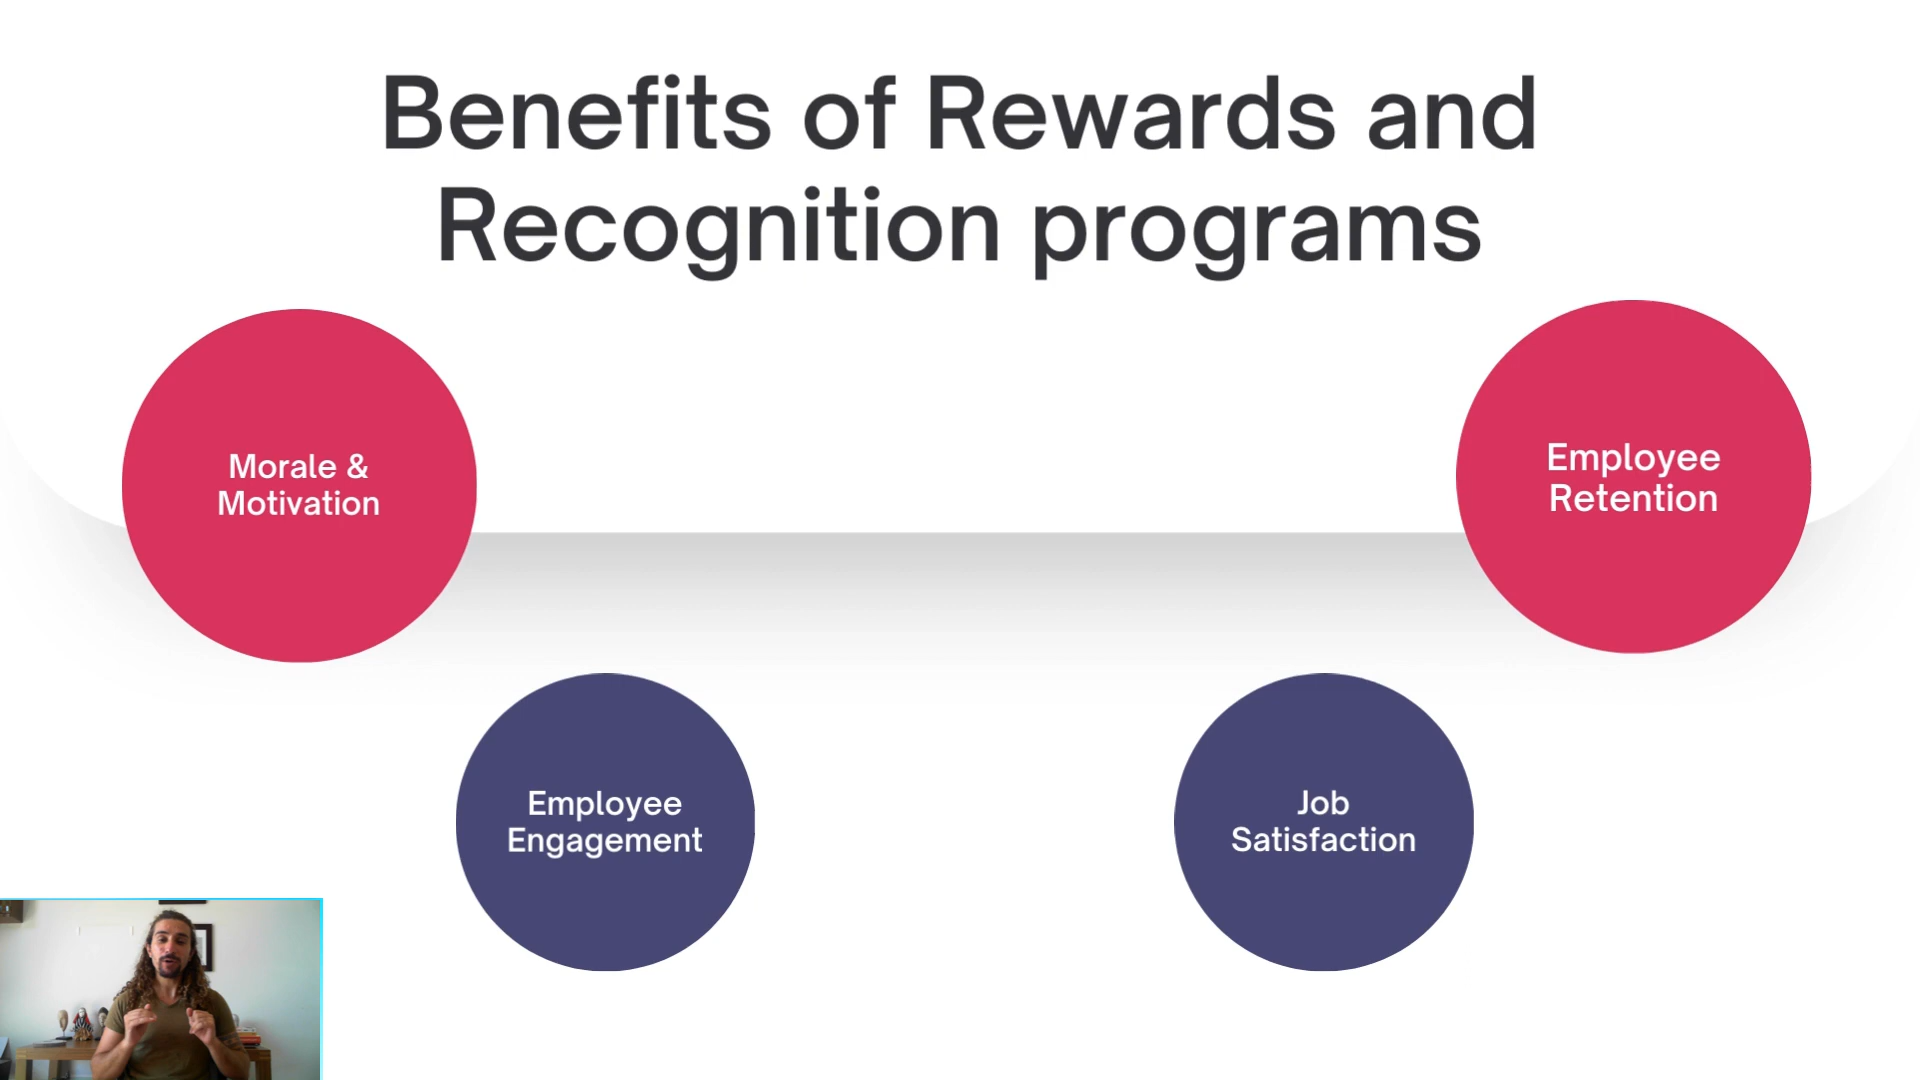 Benefits of Rewards and
Recognition programs
Morale &
Motivation
Employee
Retention
Employee
Engagement
Job
Satisfaction